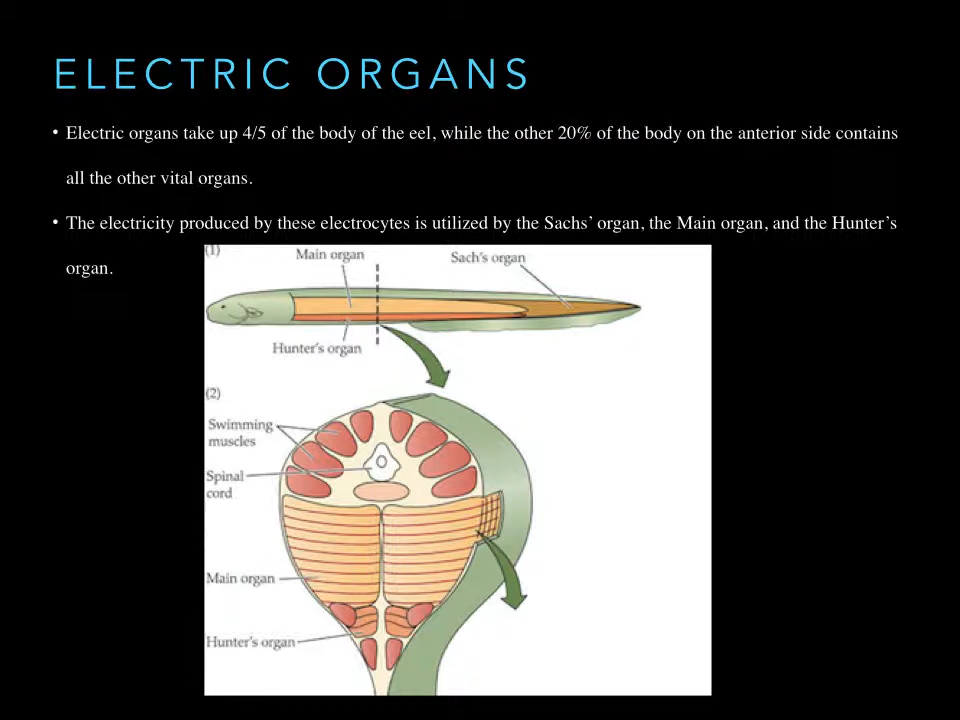 ELECTRIC ORGANS
• Electric organs take up 4/5 of the body of the eel, while the other 20% of the body on the anterior side contains
all the other vital organs.
• The electricity produced by these electrocytes is utilized by the Sachs’ organ, the Main organ, and the Hunter’s
organ.
(1)
Main organ
Sach's organ
Hunter's organ
(2)
Swimming
muscles
Spinal
cord
Main organ
Hunter's organ